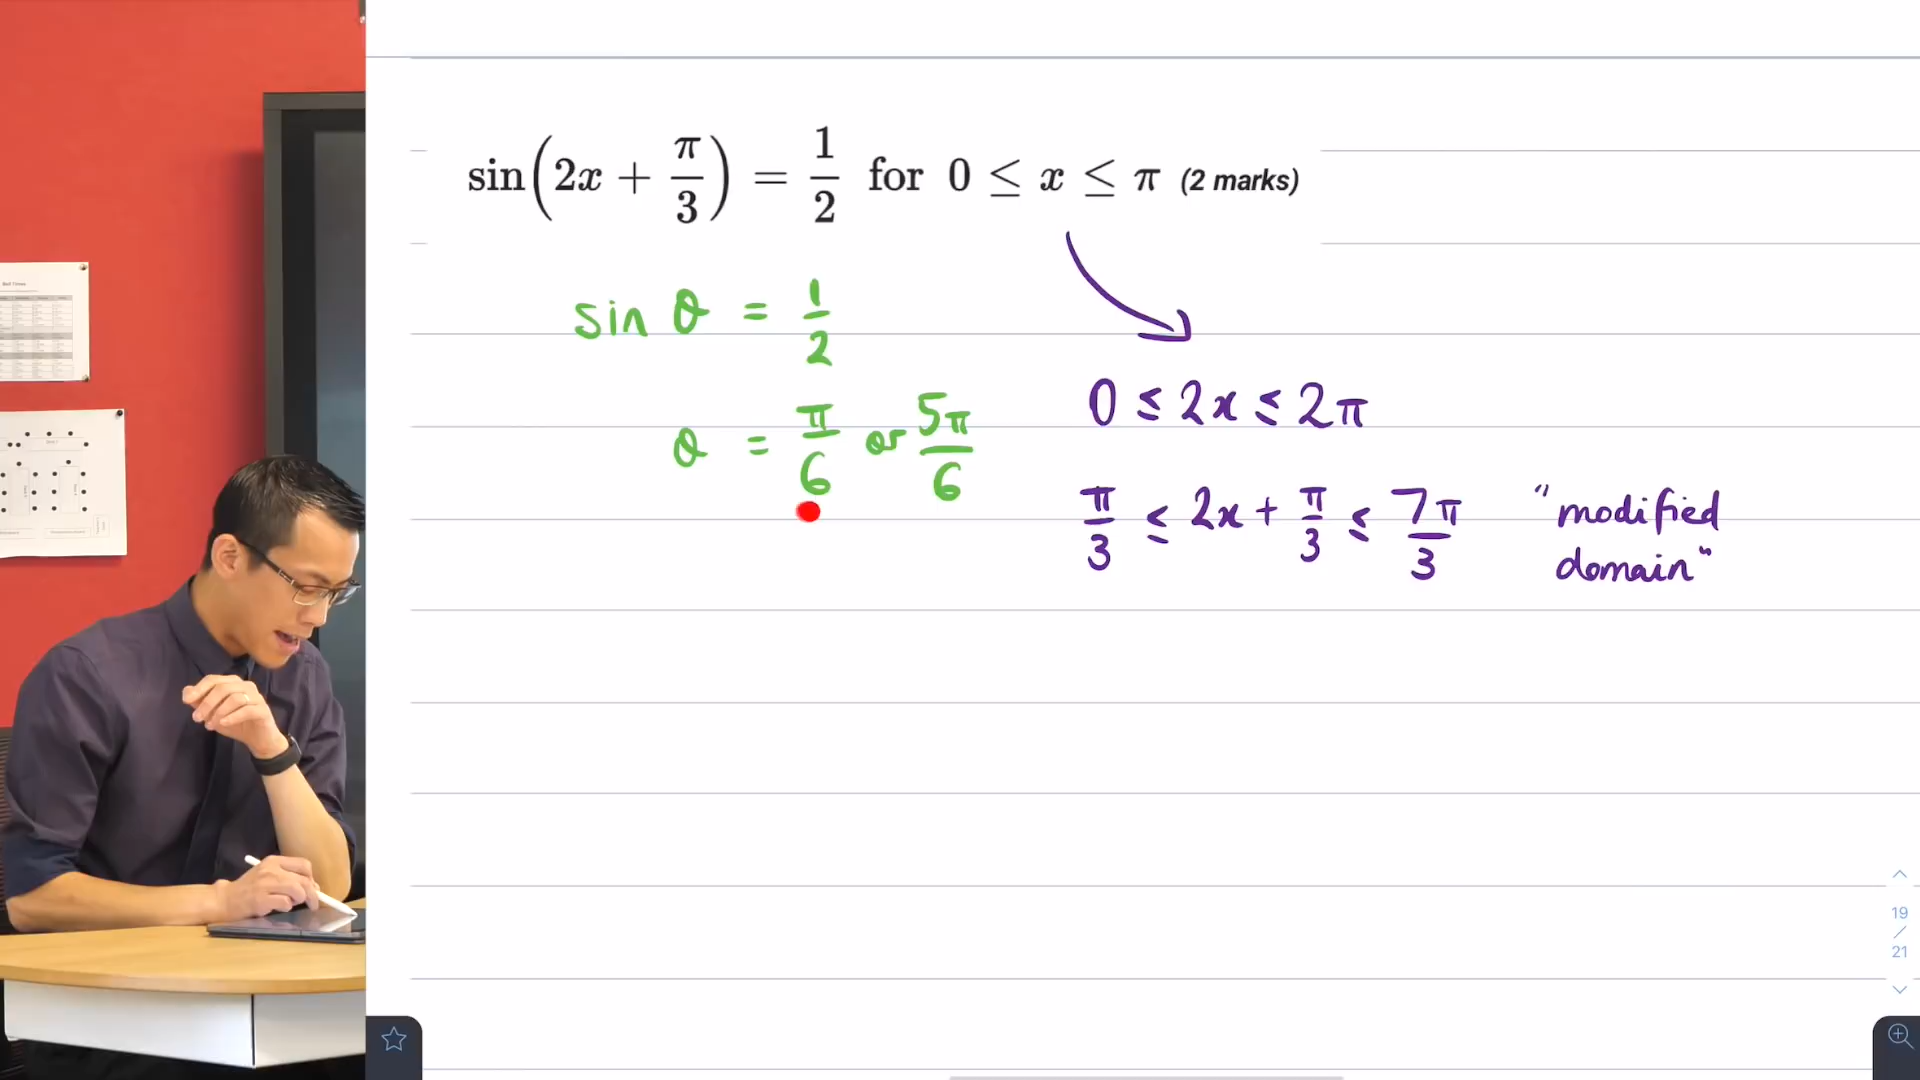 sin(2x + π/3) = 1/2 for 0 ≤ x ≤ π (2 marks)
sin θ = 1/2
θ = π/6 or 5π/6
0 ≤ 2x ≤ 2π
π/3 ≤ 2x + π/3 ≤ 7π/3
"modified
domain"
19
/
21